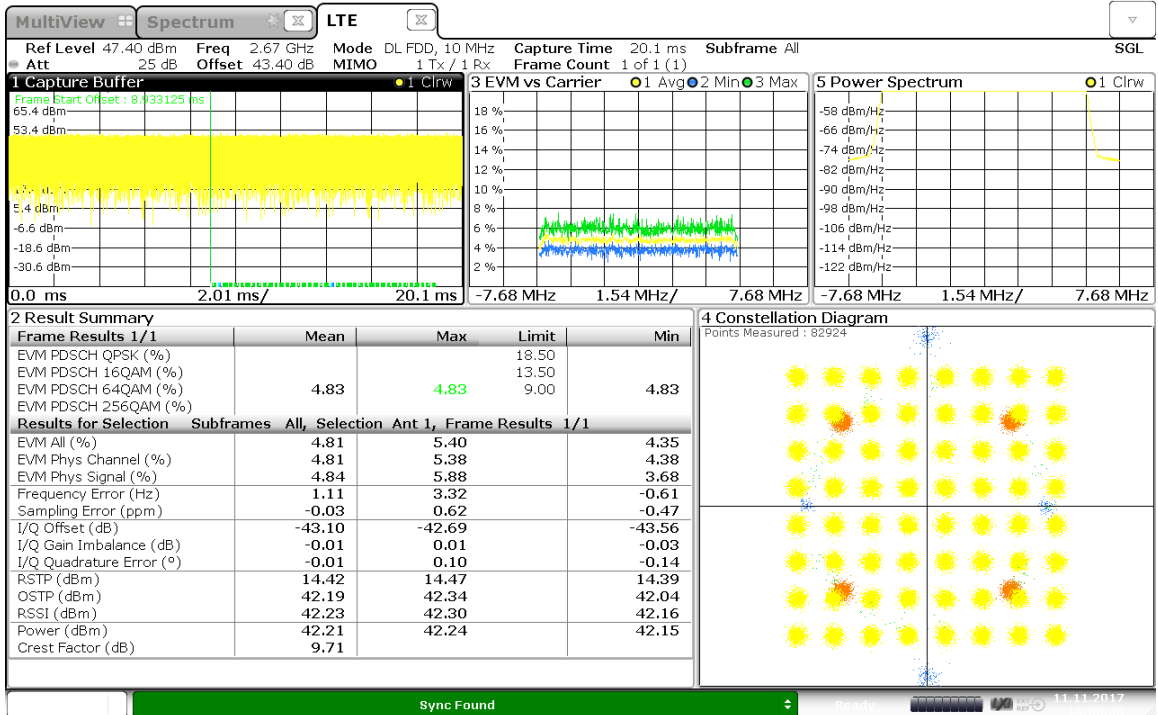 MultiView Spectrum LTE
Ref Level 47.40 dBm Freq 2.67 GHz Mode DL FDD, 10 MHz Capture Time 20.1 ms Subframe All SGL
Att 25 dB Offset 43.40 dB MIMO 1 Tx / 1 Rx Frame Count 1 of 1 (1)
1 Capture Buffer 1 Clrw
Frame Start Offset : 8.933125 ms
65.4 dBm
53.4 dBm
5.4 dBm
-6.6 dBm
-18.6 dBm
-30.6 dBm
0.0 ms 2.01 ms/ 20.1 ms
3 EVM vs Carrier 1 Avg 2 Min 3 Max
18 %
16 %
14 %
12 %
10 %
8 %
6 %
4 %
2 %
-7.68 MHz 1.54 MHz/ 7.68 MHz
5 Power Spectrum 1 Clrw
-58 dBm/Hz
-66 dBm/Hz
-74 dBm/Hz
-82 dBm/Hz
-90 dBm/Hz
-98 dBm/Hz
-106 dBm/Hz
-114 dBm/Hz
-122 dBm/Hz
-7.68 MHz 1.54 MHz/ 7.68 MHz
2 Result Summary
Frame Results 1/1 Mean Max Limit Min
EVM PDSCH QPSK (%) 18.50
EVM PDSCH 16QAM (%) 13.50
EVM PDSCH 64QAM (%) 4.83 4.83 9.00 4.83
EVM PDSCH 256QAM (%)
Results for Selection Subframes All, Selection Ant 1, Frame Results 1/1
EVM All (%) 4.81 5.40 4.35
EVM Phys Channel (%) 4.81 5.38 4.38
EVM Phys Signal (%) 4.84 5.88 3.68
Frequency Error (Hz) 1.11 3.32 -0.61
Sampling Error (ppm) -0.03 0.62 -0.47
I/Q Offset (dB) -43.10 -42.69 -43.56
I/Q Gain Imbalance (dB) -0.01 0.01 -0.03
I/Q Quadrature Error (°) -0.01 0.10 -0.14
RSTP (dBm) 14.42 14.47 14.39
OSTP (dBm) 42.19 42.34 42.04
RSSI (dBm) 42.23 42.30 42.16
Power (dBm) 42.21 42.24 42.15
Crest Factor (dB) 9.71
4 Constellation Diagram
Points Measured : 82924
Sync Found Ready LXI EXT REF 11.11.2017